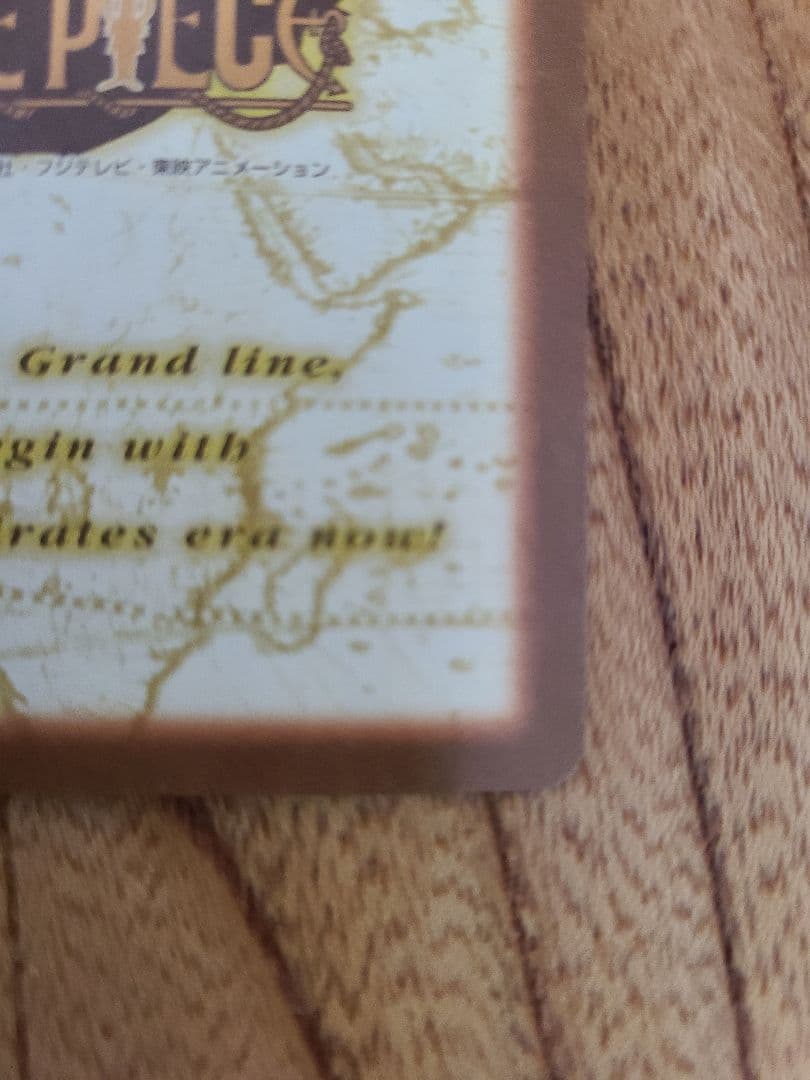 E PIECE
社・フジテレビ・東映アニメーション
Grand line,
egin with
irates era now!